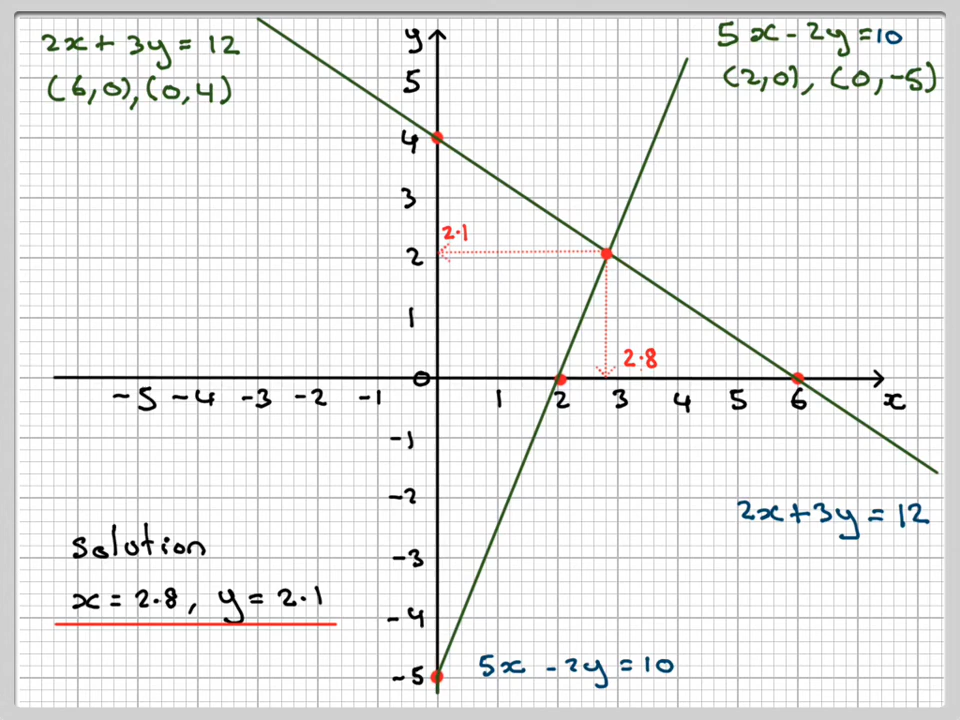 2x + 3y = 12
(6,0),(0,4)
5x - 2y = 10
(2,0), (0,-5)
y
5
4
3
2
1
0
2.1
2.8
-5 -4 -3 -2 -1 1 2 3 4 5 6 x
-1
-2
-3
-4
-5
2x+3y = 12
solution
x = 2.8, y = 2.1
5x - 2y = 10